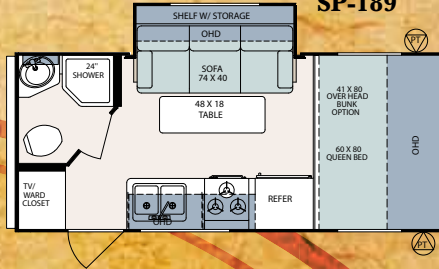 SP-189
SHELF W/ STORAGE
OHD
PT
24"
SHOWER
SOFA
74 X 40
41 X 80
OVER HEAD
BUNK
OPTION
48 X 18
TABLE
60 X 80
QUEEN BED
OHD
TV/
WARD
CLOSET
REFER
OHD
PT